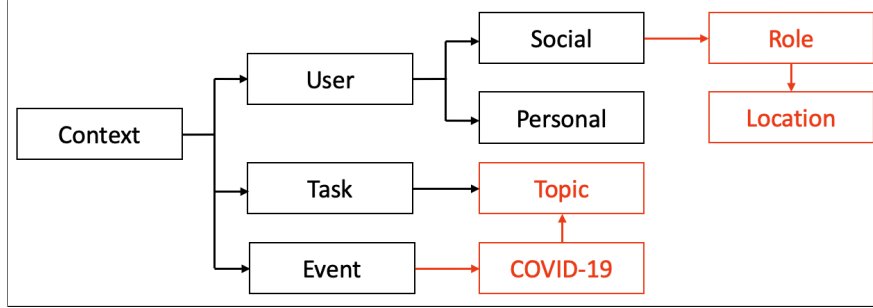 Social
Role
User
Personal
Location
Context
Task
Topic
Event
COVID-19